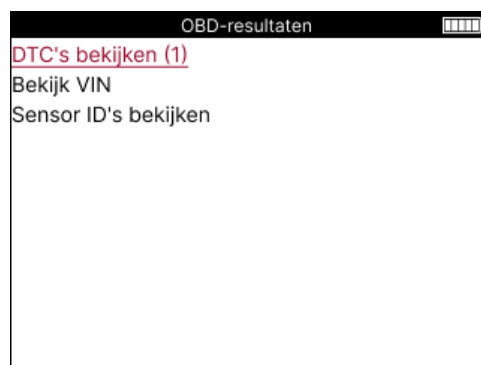 OBD-resultaten
DTC's bekijken (1)
Bekijk VIN
Sensor ID's bekijken